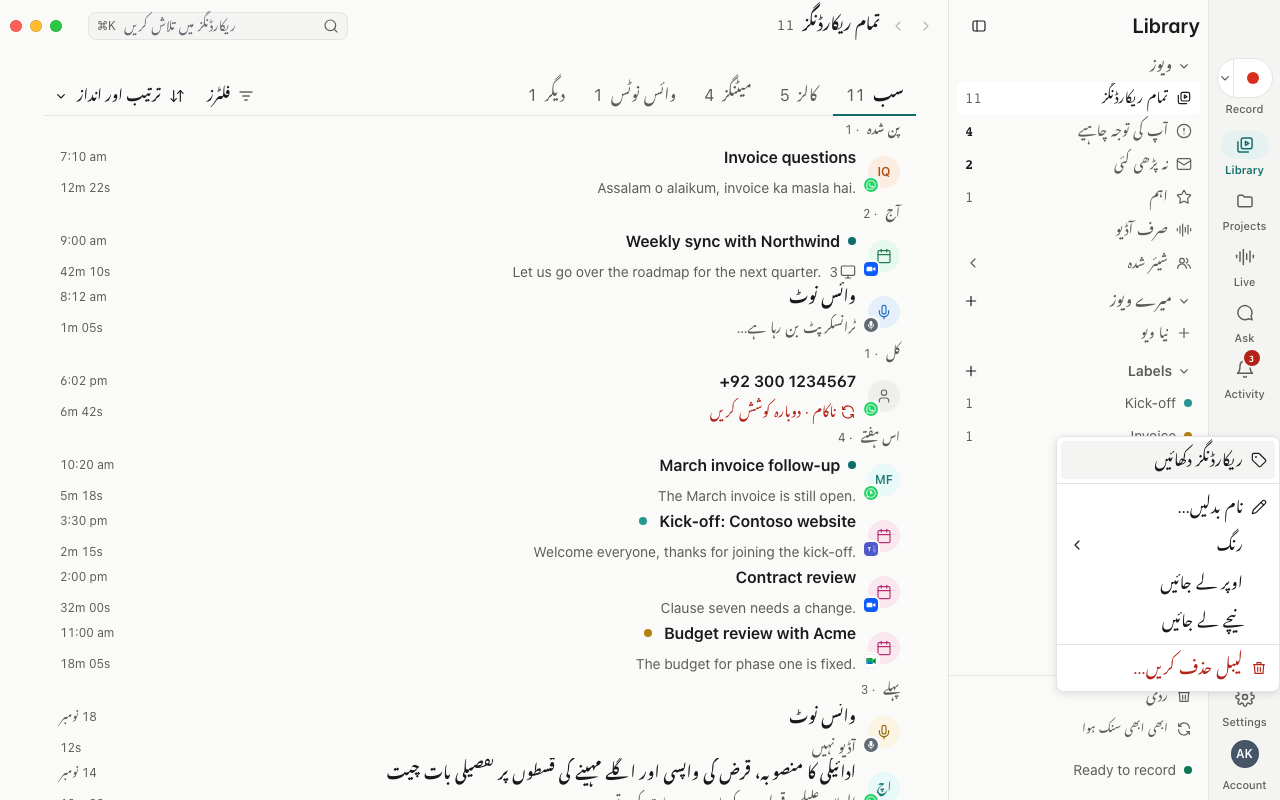 Record
Library
Projects
Live
Ask
3
Activity
Settings
AK
Account
Library
ویوز
تمام ریکارڈنگز 11
آپ کی توجہ چاہیے 4
نہ پڑھی گئی 2
اہم 1
صرف آڈیو
شیئر شدہ
میرے ویوز
نیا ویو
Labels
Kick-off 1
Invoice 1
ریکارڈنگز دکھائیں
نام بدلیں...
رنگ
اوپر لے جائیں
نیچے لے جائیں
لیبل حذف کریں...
ردی
ابھی ابھی سنک ہوا
Ready to record
تمام ریکارڈنگز 11
ریکارڈنگز میں تلاش کریں ⌘K
سب 11 کالز 5 میٹنگز 4 وائس نوٹس 1 دیگر 1
فلٹرز ترتیب اور انداز
پن شدہ · 1
IQ Invoice questions 7:10 am
Assalam o alaikum, invoice ka masla hai. 12m 22s
آج · 2
Weekly sync with Northwind 9:00 am
3 Let us go over the roadmap for the next quarter. 42m 10s
وائس نوٹ 8:12 am
ٹرانسکرپٹ بن رہا ہے... 1m 05s
کل · 1
+92 300 1234567 6:02 pm
ناکام · دوبارہ کوشش کریں 6m 42s
اس ہفتے · 4
MF March invoice follow-up 10:20 am
The March invoice is still open. 5m 18s
Kick-off: Contoso website 3:30 pm
Welcome everyone, thanks for joining the kick-off. 2m 15s
Contract review 2:00 pm
Clause seven needs a change. 32m 00s
Budget review with Acme 11:00 am
The budget for phase one is fixed. 18m 05s
پہلے · 3
وائس نوٹ 18 نومبر
آڈیو نہیں 12s
اچ ادائیگی کا منصوبہ، قرض کی واپسی اور اگلے مہینے کی قسطوں پر تفصیلی بات چیت 14 نومبر